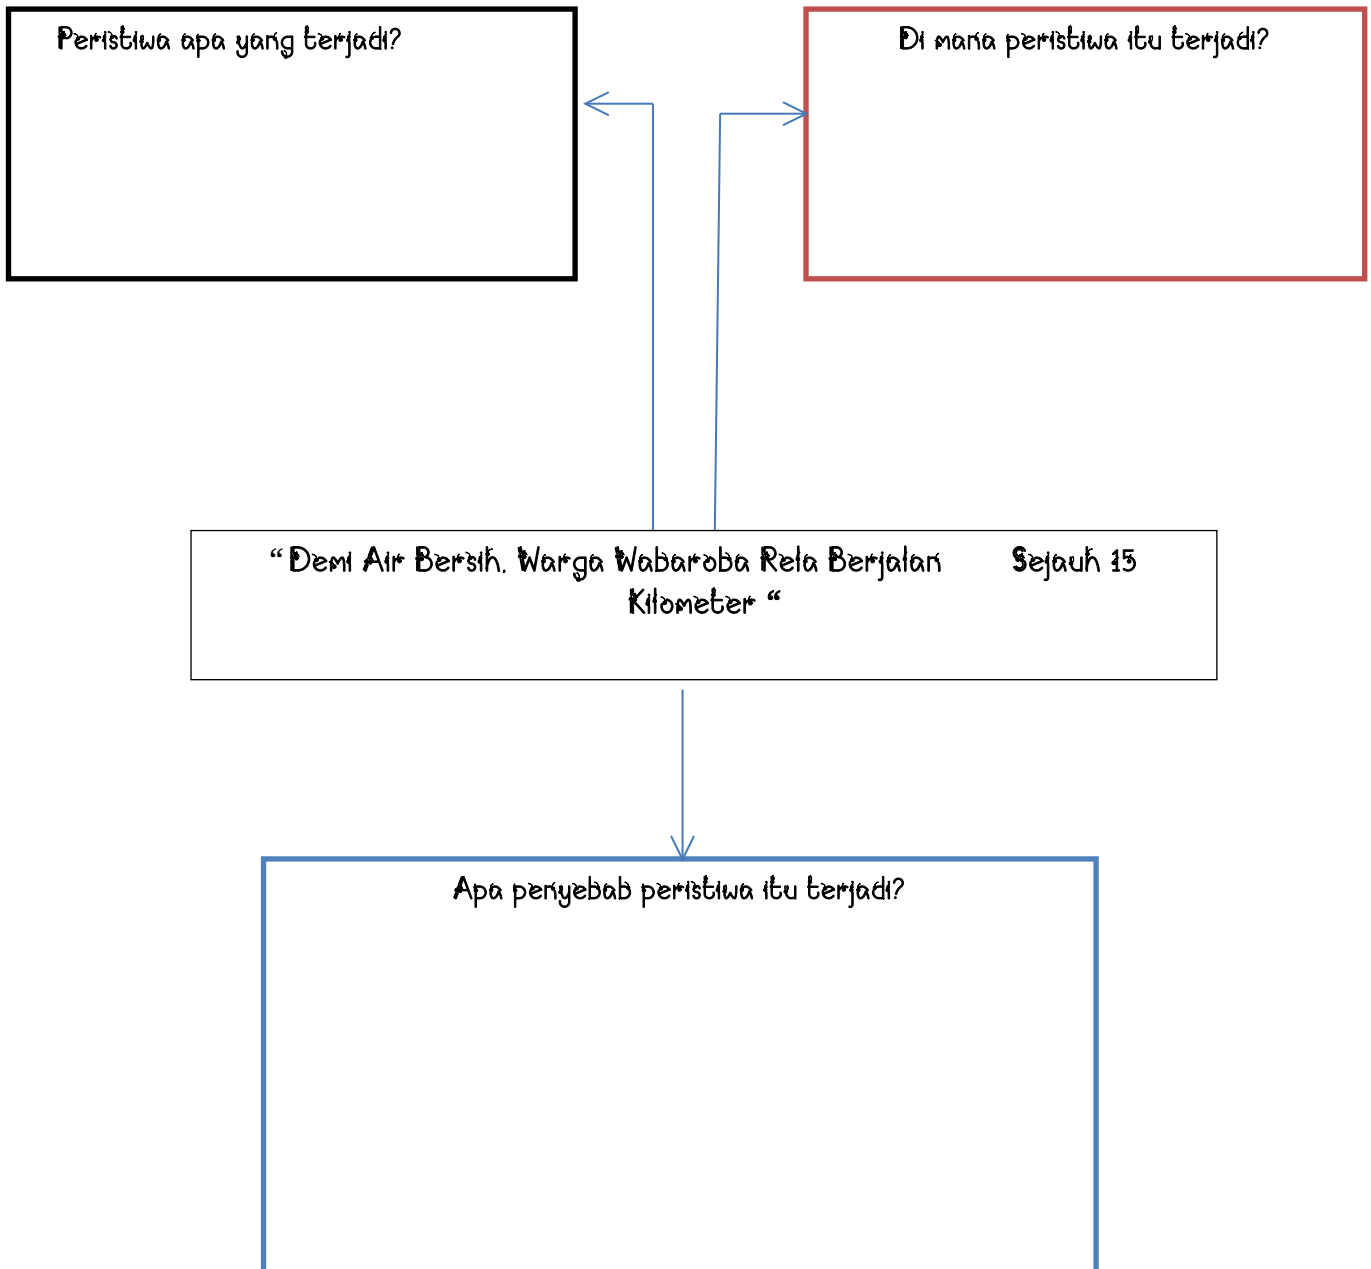 Peristiwa apa yang terjadi?
Di mana peristiwa itu terjadi?
“ Demi Air Bersih, Warga Wabaroba Rela Berjalan Sejauh 15
Kilometer “
Apa penyebab peristiwa itu terjadi?